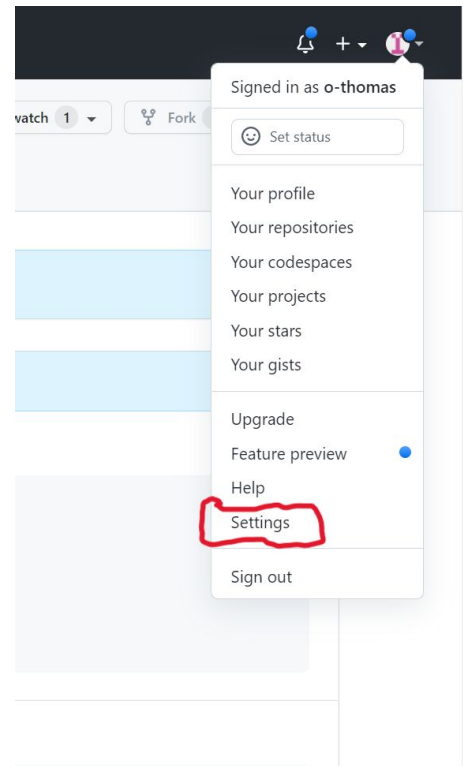 Signed in as o-thomas
watch 1
Fork
Set status
Your profile
Your repositories
Your codespaces
Your projects
Your stars
Your gists
Upgrade
Feature preview
Help
Settings
Sign out